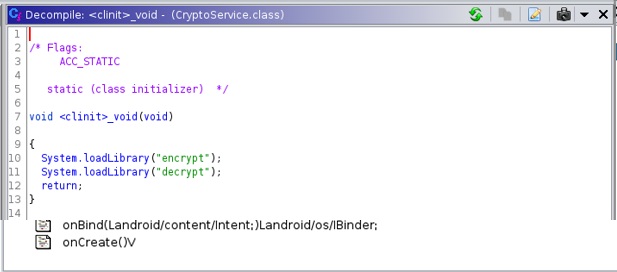 Decompile: <clinit>_void - (CryptoService.class)
1
2 /* Flags:
3 ACC_STATIC
4
5 static (class initializer) */
6
7 void <clinit>_void(void)
8
9 {
10 System.loadLibrary("encrypt");
11 System.loadLibrary("decrypt");
12 return;
13 }
14
onBind(Landroid/content/Intent;)Landroid/os/IBinder;
onCreate()V